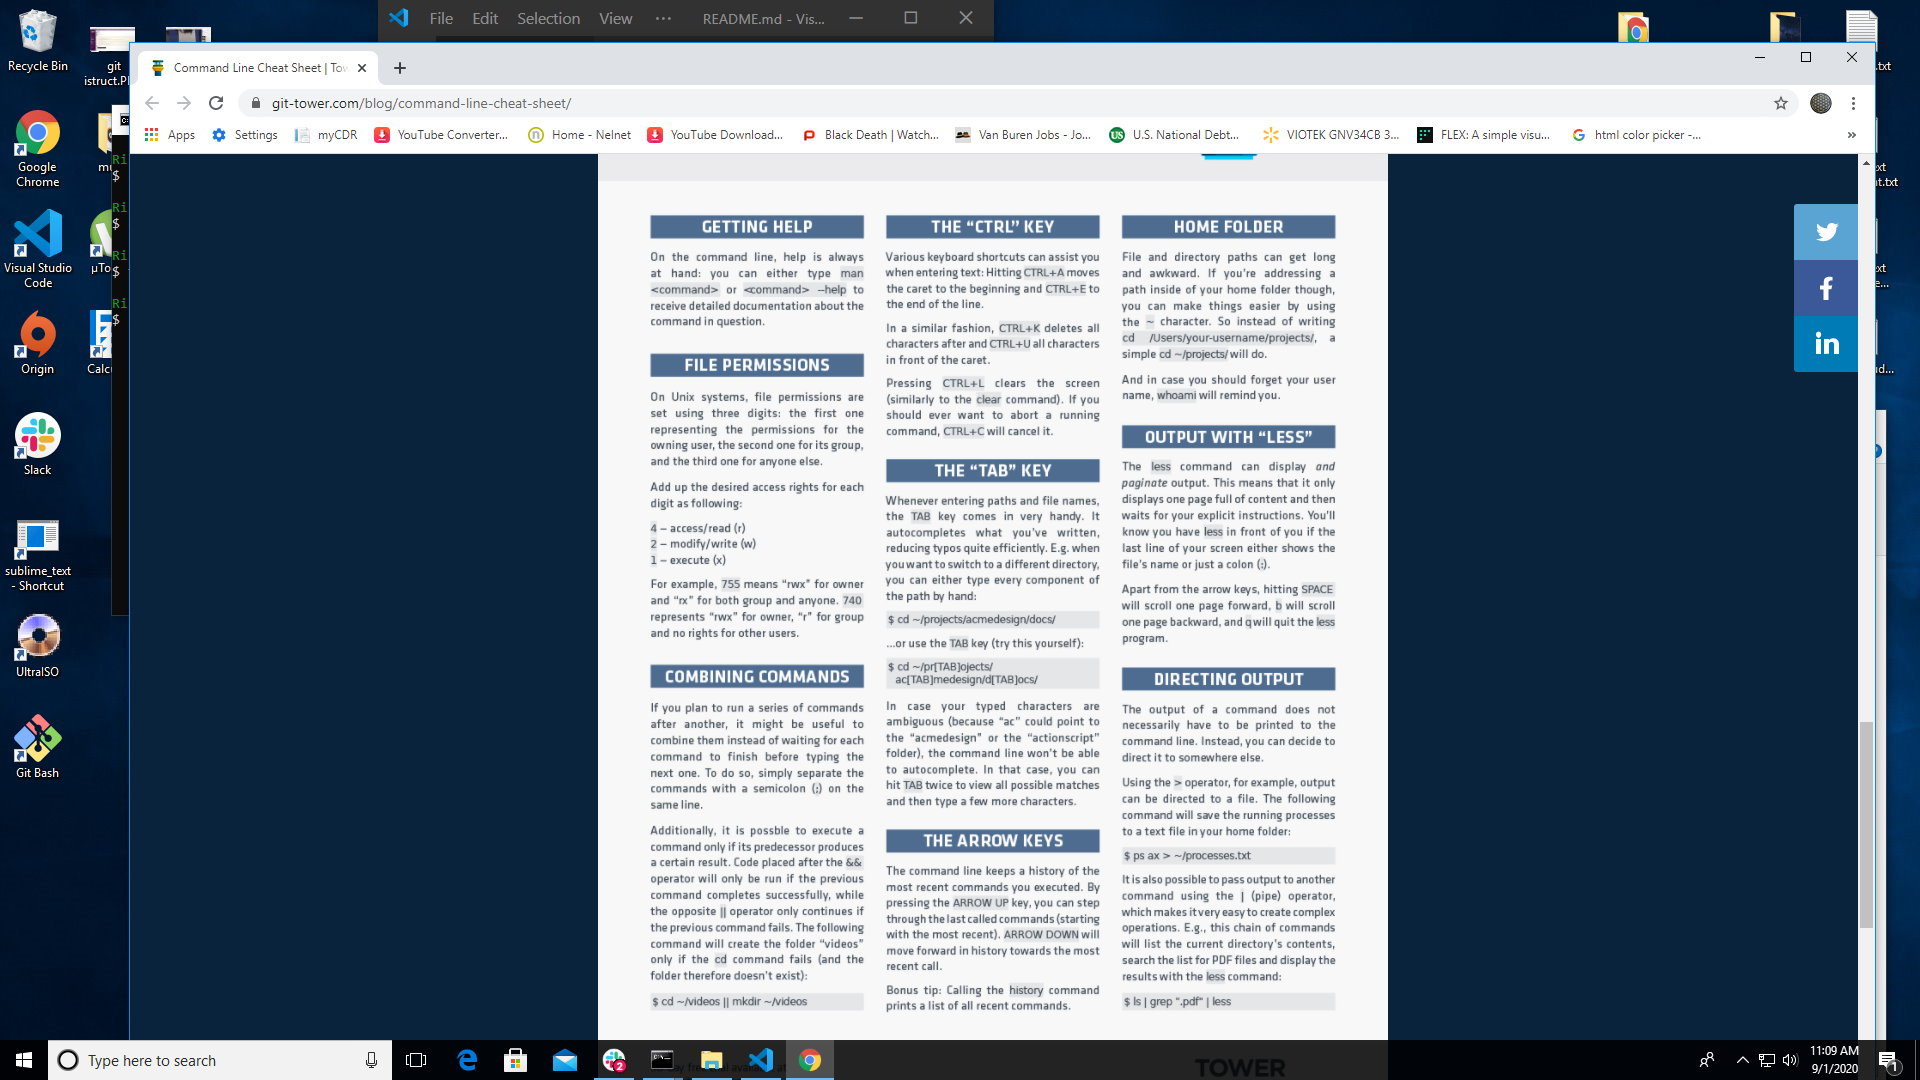 File Edit Selection View ··· README.md - Vis...
Recycle Bin
git
istruct.Pl
Google
Chrome
Visual Studio
Code
Origin
Slack
sublime_text
- Shortcut
UltraISO
Git Bash
Ri
$
Ri
$
Ri
$
Ri
$
Command Line Cheat Sheet | Tow
git-tower.com/blog/command-line-cheat-sheet/
Apps Settings myCDR YouTube Converter... Home - Nelnet YouTube Download... Black Death | Watch... Van Buren Jobs - Jo... U.S. National Debt... VIOTEK GNV34CB 3... FLEX: A simple visu... html color picker -...
GETTING HELP
On the command line, help is always
at hand: you can either type man
<command> or <command> --help to
receive detailed documentation about the
command in question.
FILE PERMISSIONS
On Unix systems, file permissions are
set using three digits: the first one
representing the permissions for the
owning user, the second one for its group,
and the third one for anyone else.
Add up the desired access rights for each
digit as following:
4 – access/read (r)
2 – modify/write (w)
1 – execute (x)
For example, 755 means “rwx” for owner
and “rx” for both group and anyone. 740
represents “rwx” for owner, “r” for group
and no rights for other users.
COMBINING COMMANDS
If you plan to run a series of commands
after another, it might be useful to
combine them instead of waiting for each
command to finish before typing the
next one. To do so, simply separate the
commands with a semicolon (;) on the
same line.
Additionally, it is possble to execute a
command only if its predecessor produces
a certain result. Code placed after the &&
operator will only be run if the previous
command completes successfully, while
the opposite || operator only continues if
the previous command fails. The following
command will create the folder “videos”
only if the cd command fails (and the
folder therefore doesn’t exist):
$ cd ~/videos || mkdir ~/videos
THE “CTRL” KEY
Various keyboard shortcuts can assist you
when entering text: Hitting CTRL+A moves
the caret to the beginning and CTRL+E to
the end of the line.
In a similar fashion, CTRL+K deletes all
characters after and CTRL+U all characters
in front of the caret.
Pressing CTRL+L clears the screen
(similarly to the clear command). If you
should ever want to abort a running
command, CTRL+C will cancel it.
THE “TAB” KEY
Whenever entering paths and file names,
the TAB key comes in very handy. It
autocompletes what you’ve written,
reducing typos quite efficiently. E.g. when
you want to switch to a different directory,
you can either type every component of
the path by hand:
$ cd ~/projects/acmedesign/docs/
...or use the TAB key (try this yourself):
$ cd ~/pr[TAB]ojects/
ac[TAB]medesign/d[TAB]ocs/
In case your typed characters are
ambiguous (because “ac” could point to
the “acmedesign” or the “actionscript”
folder), the command line won’t be able
to autocomplete. In that case, you can
hit TAB twice to view all possible matches
and then type a few more characters.
THE ARROW KEYS
The command line keeps a history of the
most recent commands you executed. By
pressing the ARROW UP key, you can step
through the last called commands (starting
with the most recent). ARROW DOWN will
move forward in history towards the most
recent call.
Bonus tip: Calling the history command
prints a list of all recent commands.
HOME FOLDER
File and directory paths can get long
and awkward. If you’re addressing a
path inside of your home folder though,
you can make things easier by using
the ~ character. So instead of writing
cd /Users/your-username/projects/, a
simple cd ~/projects/ will do.
And in case you should forget your user
name, whoami will remind you.
OUTPUT WITH “LESS”
The less command can display and
paginate output. This means that it only
displays one page full of content and then
waits for your explicit instructions. You’ll
know you have less in front of you if the
last line of your screen either shows the
file’s name or just a colon (:).
Apart from the arrow keys, hitting SPACE
will scroll one page forward, b will scroll
one page backward, and q will quit the less
program.
DIRECTING OUTPUT
The output of a command does not
necessarily have to be printed to the
command line. Instead, you can decide to
direct it to somewhere else.
Using the > operator, for example, output
can be directed to a file. The following
command will save the running processes
to a text file in your home folder:
$ ps ax > ~/processes.txt
It is also possible to pass output to another
command using the | (pipe) operator,
which makes it very easy to create complex
operations. E.g., this chain of commands
will list the current directory’s contents,
search the list for PDF files and display the
results with the less command:
$ ls | grep ".pdf" | less
TOWER
Type here to search
2
11:09 AM
9/1/2020
1